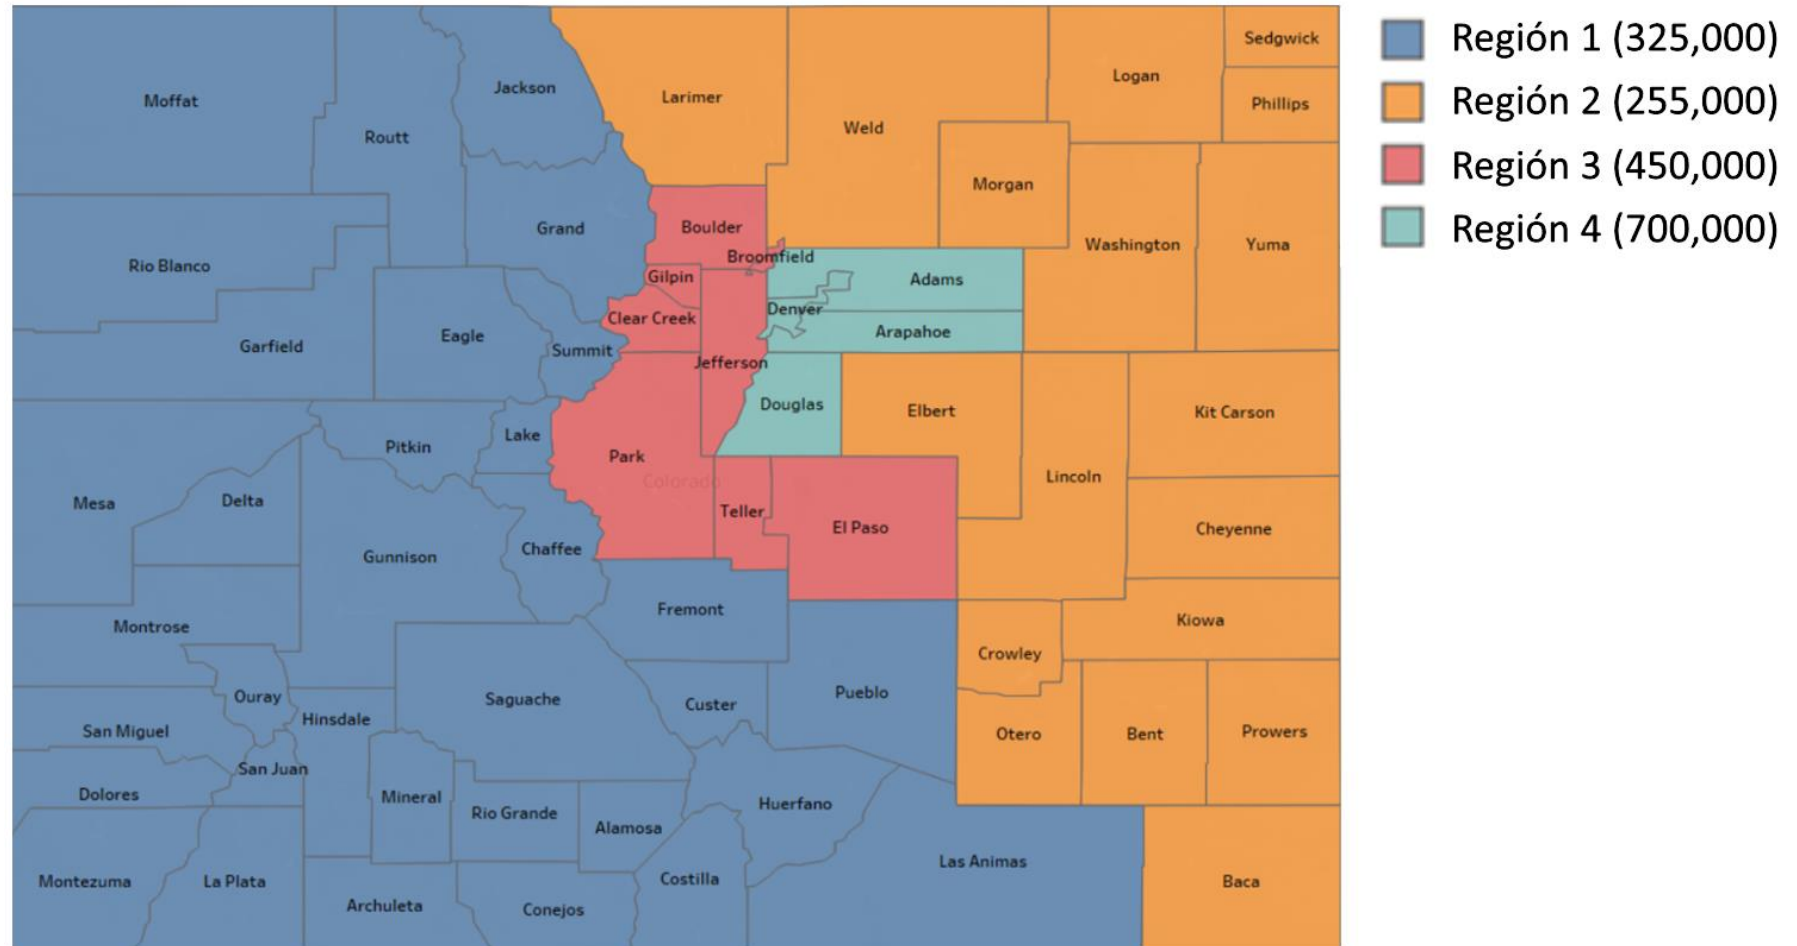 Región 1 (325,000)
Región 2 (255,000)
Región 3 (450,000)
Región 4 (700,000)
Sedgwick
Logan
Jackson
Larimer
Moffat
Phillips
Weld
Routt
Morgan
Boulder
Grand
Washington
Yuma
Broomfield
Rio Blanco
Gilpin
Adams
Denver
Clear Creek
Arapahoe
Eagle
Garfield
Summit
Jefferson
Douglas
Elbert
Kit Carson
Lake
Pitkin
Park
Lincoln
Colorado
Delta
Mesa
Teller
El Paso
Cheyenne
Chaffee
Gunnison
Fremont
Kiowa
Montrose
Crowley
Pueblo
Ouray
Saguache
Custer
Hinsdale
San Miguel
Otero
Bent
Prowers
San Juan
Dolores
Mineral
Huerfano
Rio Grande
Alamosa
Las Animas
Costilla
Montezuma
La Plata
Baca
Archuleta
Conejos